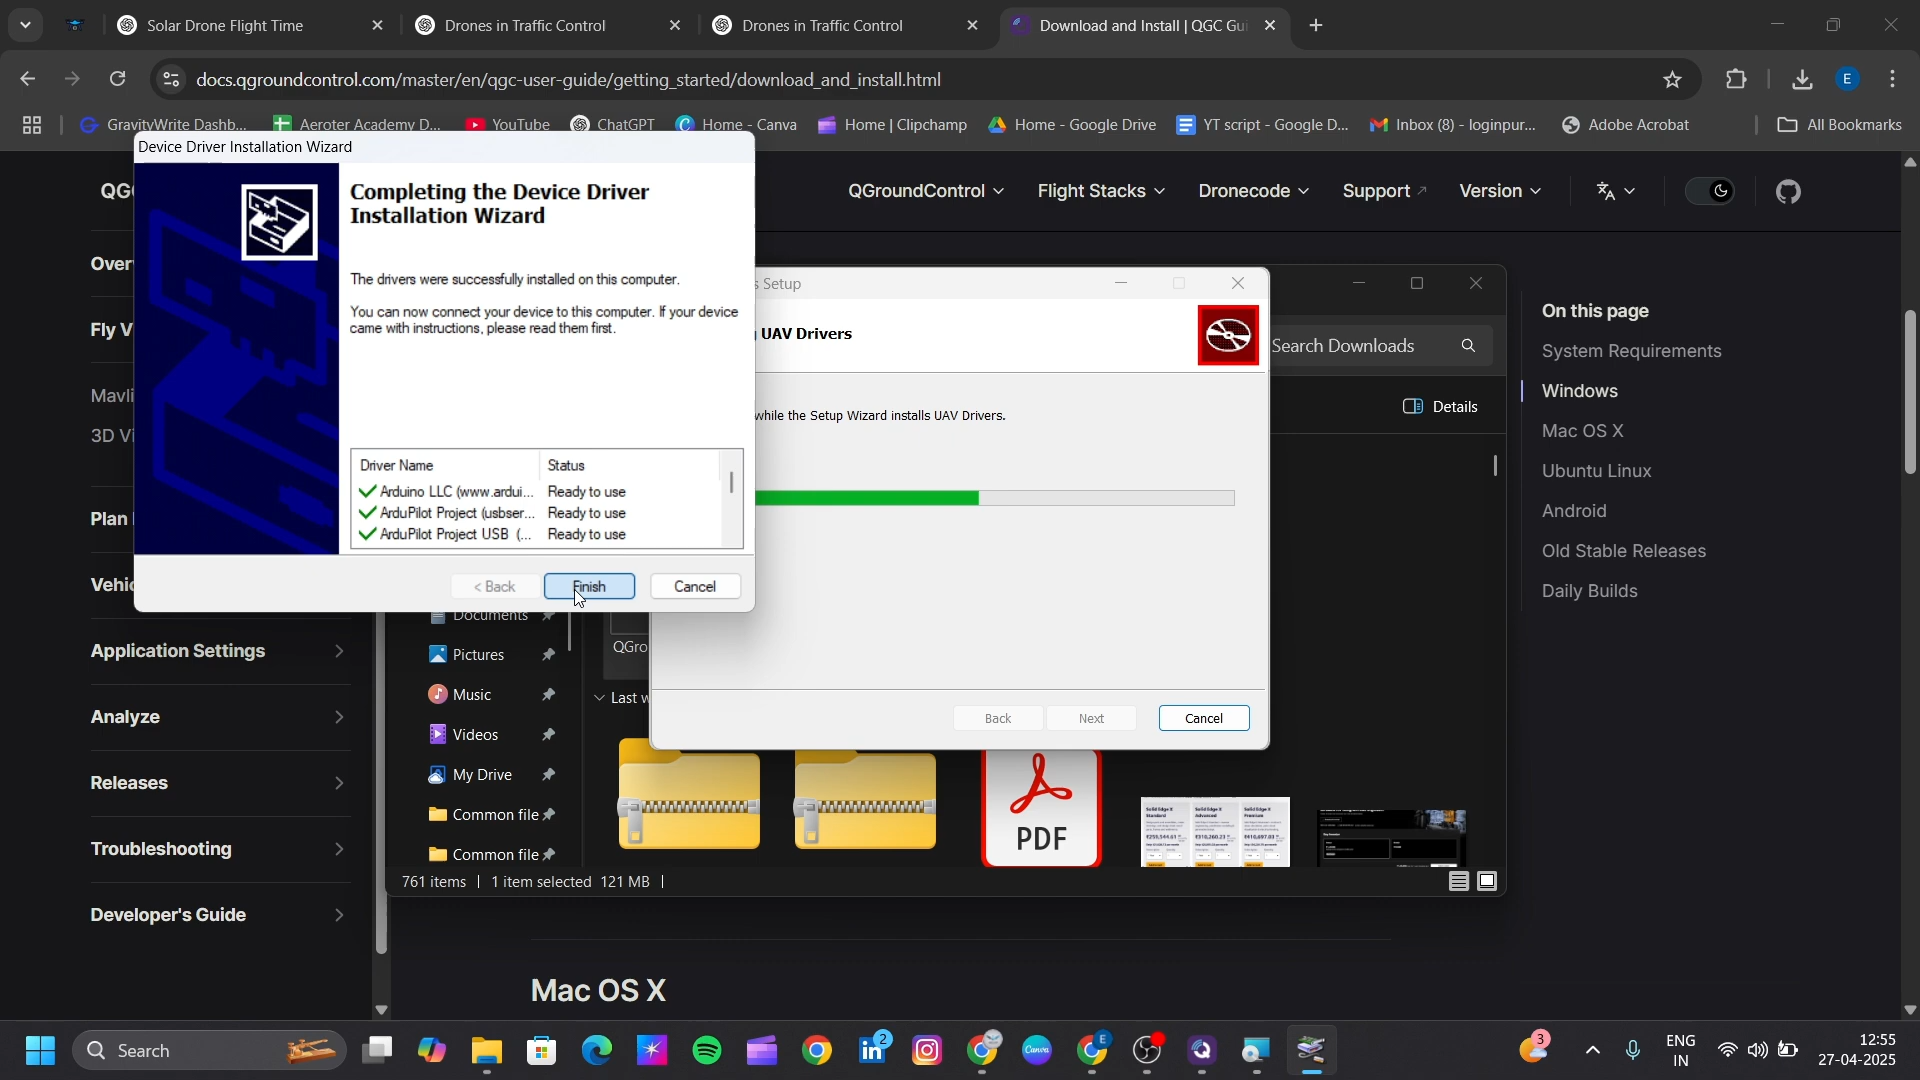 Solar Drone Flight Time
Drones in Traffic Control
Drones in Traffic Control
Download and Install | QGC Gui
docs.qgroundcontrol.com/master/en/qgc-user-guide/getting_started/download_and_install.html
E
GravityWrite Dashb...
Aeroter Academy D...
YouTube
ChatGPT
Home - Canva
Home | Clipchamp
Home - Google Drive
YT script - Google D...
Inbox (8) - loginpur...
Adobe Acrobat
All Bookmarks
QGroundControl
Flight Stacks
Dronecode
Support
Version
Fly V
Mavli
3D Vi
Plan
Application Settings
Analyze
Releases
Troubleshooting
Developer's Guide
Device Driver Installation Wizard
Completing the Device Driver
Installation Wizard
The drivers were successfully installed on this computer.
You can now connect your device to this computer. If your device
came with instructions, please read them first.
Driver Name Status
Arduino LLC (www.ardui... Ready to use
ArduPilot Project (usbser... Ready to use
ArduPilot Project USB (... Ready to use
< Back
Finish
Cancel
s Setup
UAV Drivers
while the Setup Wizard installs UAV Drivers.
Back
Next
Cancel
Search Downloads
Details
Documents
Pictures
Music
Videos
My Drive
Common file
Common file
QGro
Last w
PDF
761 items
1 item selected 121 MB
On this page
System Requirements
Windows
Mac OS X
Ubuntu Linux
Android
Old Stable Releases
Daily Builds
Mac OS X
Search
2
Canva
E
3
ENG
IN
12:55
27-04-2025